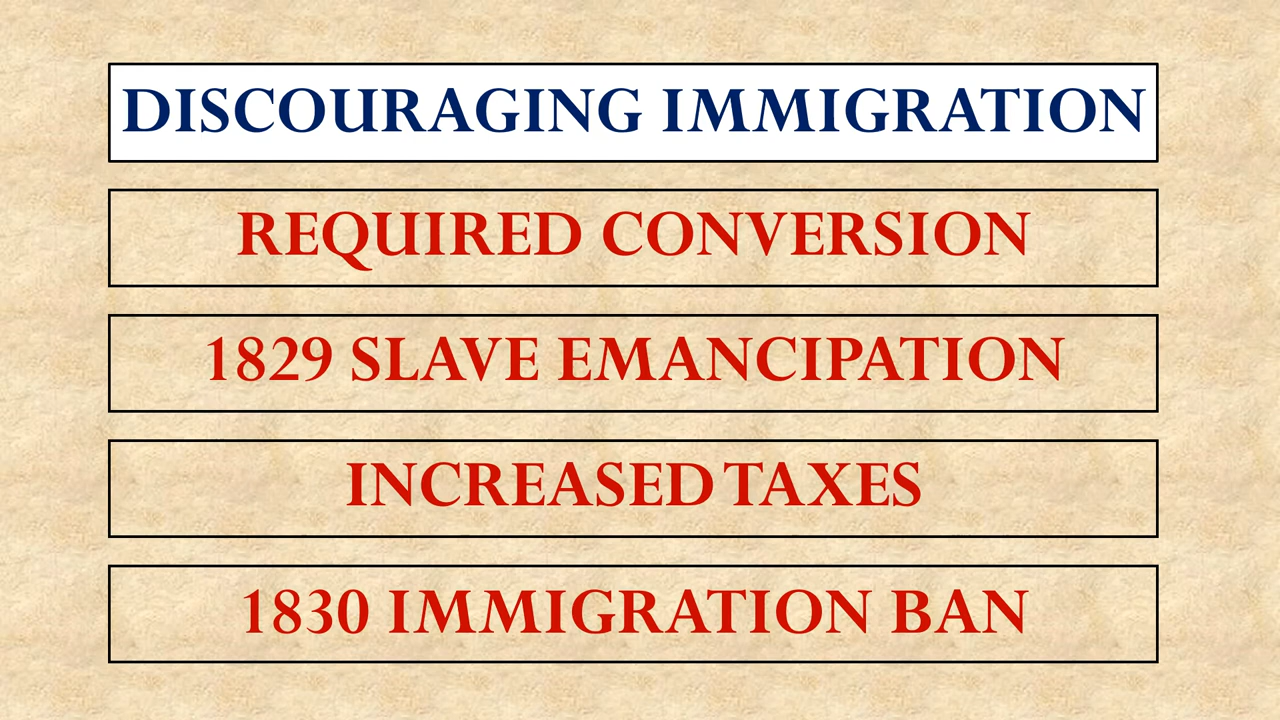 DISCOURAGING IMMIGRATION
REQUIRED CONVERSION
1829 SLAVE EMANCIPATION
INCREASED TAXES
1830 IMMIGRATION BAN